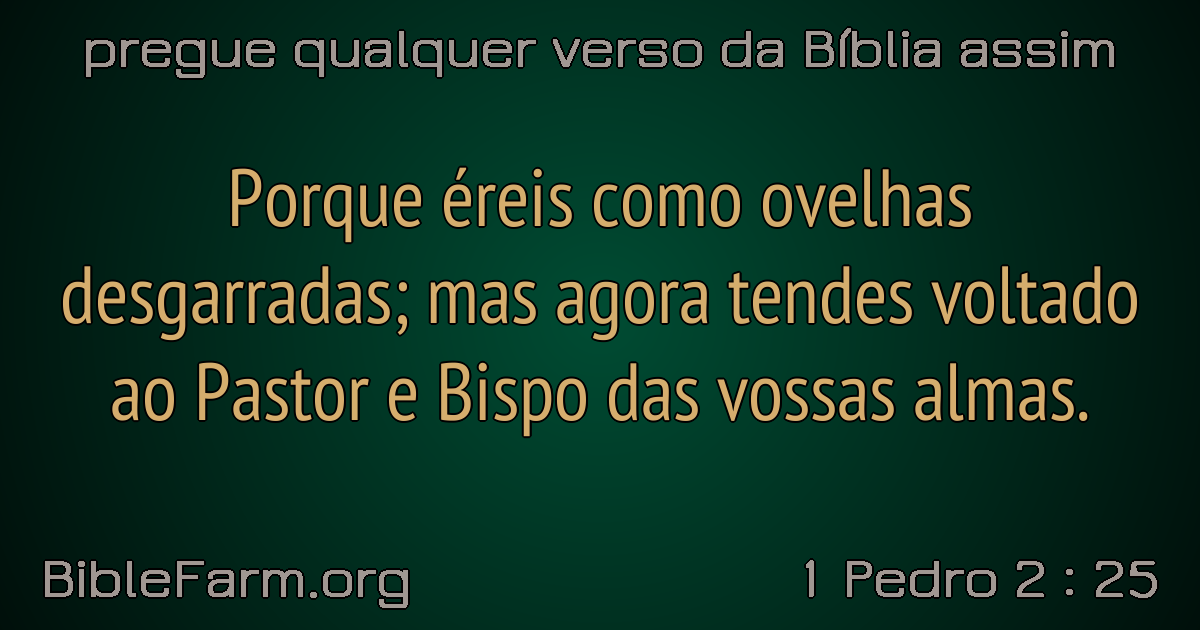 pregue qualquer verso da Bíblia assim
Porque éreis como ovelhas
desgarradas; mas agora tendes voltado
ao Pastor e Bispo das vossas almas.
BibleFarm.org
1 Pedro 2 : 25